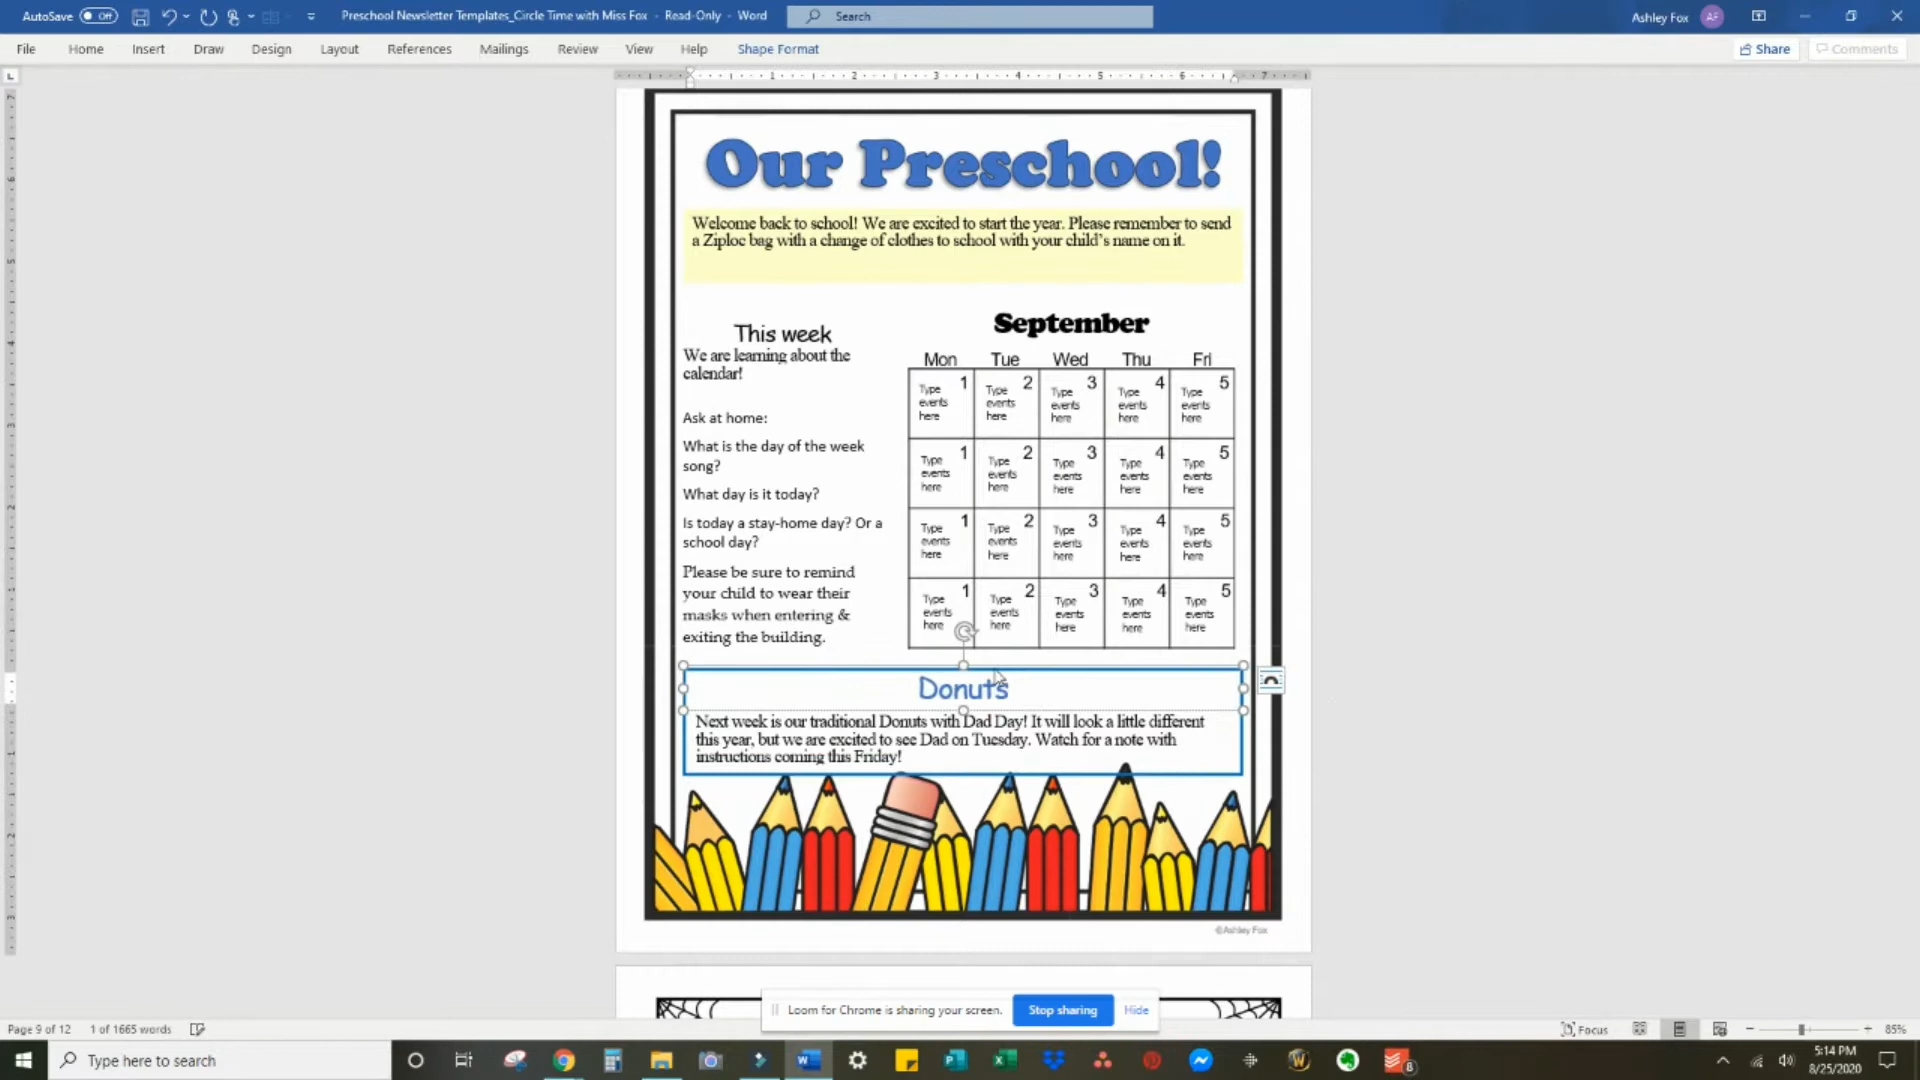 AutoSave Off Preschool Newsletter Templates_Circle Time with Miss Fox - Read-Only - Word Search Ashley Fox AF
File Home Insert Draw Design Layout References Mailings Review View Help Shape Format Share Comments
1 2 3 4 5 6 7
Our Preschool!
Welcome back to school! We are excited to start the year. Please remember to send
a Ziploc bag with a change of clothes to school with your child's name on it.
This week
We are learning about the
calendar!
Ask at home:
What is the day of the week
song?
What day is it today?
Is today a stay-home day? Or a
school day?
Please be sure to remind
your child to wear their
masks when entering &
exiting the building.
September
Mon Tue Wed Thu Fri
1 2 3 4 5
Type Type Type Type Type
events events events events events
here here here here here
1 2 3 4 5
Type Type Type Type Type
events events events events events
here here here here here
1 2 3 4 5
Type Type Type Type Type
events events events events events
here here here here here
1 2 3 4 5
Type Type Type Type Type
events events events events events
here here here here here
Donuts
Next week is our traditional Donuts with Dad Day! It will look a little different
this year, but we are excited to see Dad on Tuesday. Watch for a note with
instructions coming this Friday!
©Ashley Fox
Loom for Chrome is sharing your screen. Stop sharing Hide
Page 9 of 12 1 of 1665 words Focus 85%
Type here to search
8
5:14 PM
8/25/2020